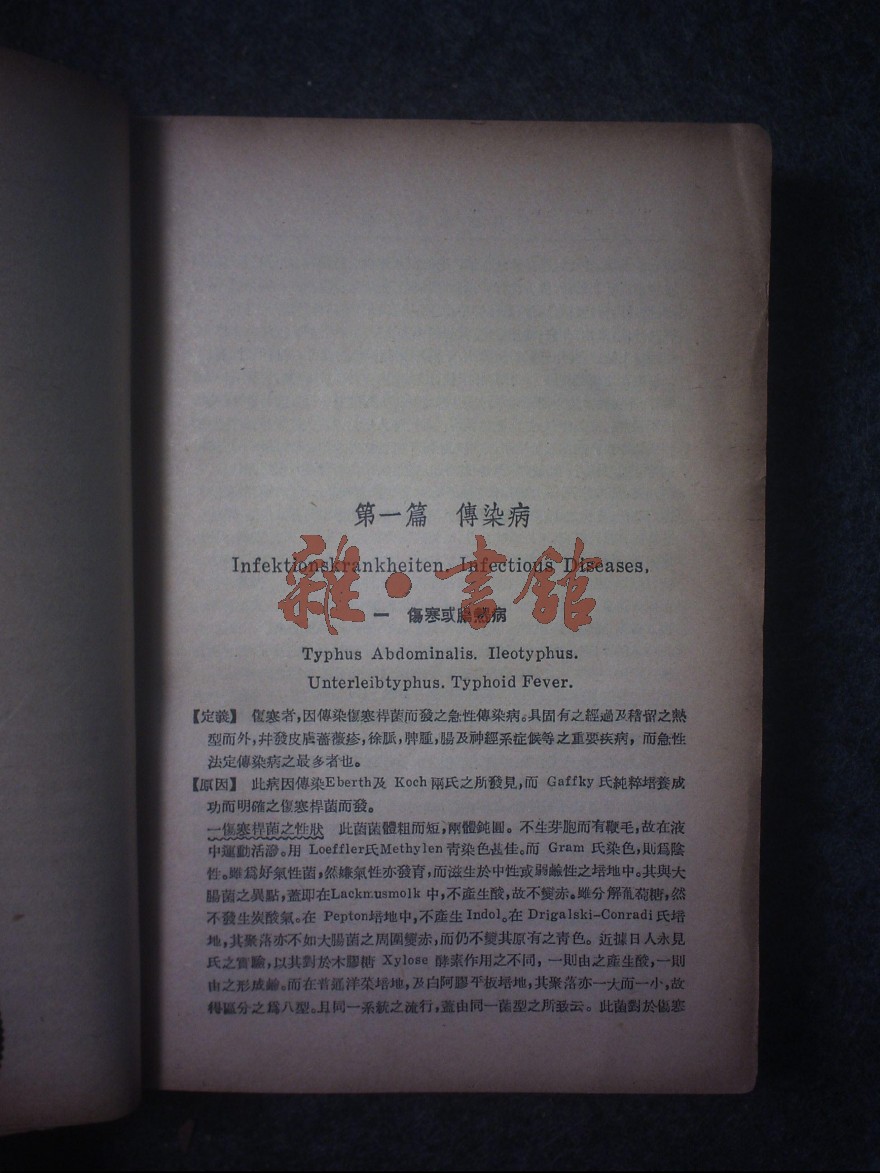 第一篇 傳染病
Infektionskrankheiten. Infectious Diseases.
雜·書館
一 傷寒或腸熱病
Typhus Abdominalis. Ileotyphus.
Unterleibtyphus. Typhoid Fever.
【定義】 傷寒者,因傳染傷寒桿菌而發之急性傳染病。具固有之經過及稽留之熱
型而外,幷發皮膚薔薇疹,徐脈,脾腫,腸及神經系症候等之重要疾病,而急性
法定傳染病之最多者也。
【原因】 此病因傳染Eberth及 Koch 兩氏之所發見,而 Gaffky 氏純粹培養成
功而明確之傷寒桿菌而發。
一傷寒桿菌之性狀 此菌菌體粗而短,兩體鈍圓。不生芽胞而有鞭毛,故在液
中運動活潑。用 Loeffler氏Methylen 靑染色甚佳。而 Gram 氏染色,則爲陰
性。雖爲好氣性菌,然嫌氣性亦發育,而滋生於中性或弱鹼性之培地中。其與大
腸菌之異點,蓋卽在Lackmusmolk 中,不產生酸,故不變赤。雖分解葡萄糖,然
不發生炭酸氣。在 Pepton培地中,不產生 Indol。在 Drigalski-Conradi 氏培
地,其聚落亦不如大腸菌之周圍變赤,而仍不變其原有之靑色。近據日人永見
氏之實驗,以其對於木膠糖 Xylose 酵素作用之不同,一則由之產生酸,一則
由之形成鹼。而在普通洋菜培地,及白阿膠平板培地,其聚落亦一大而一小,故
得區分之爲八型。且同一系統之流行,蓋由同一菌型之所致云。此菌對於傷寒